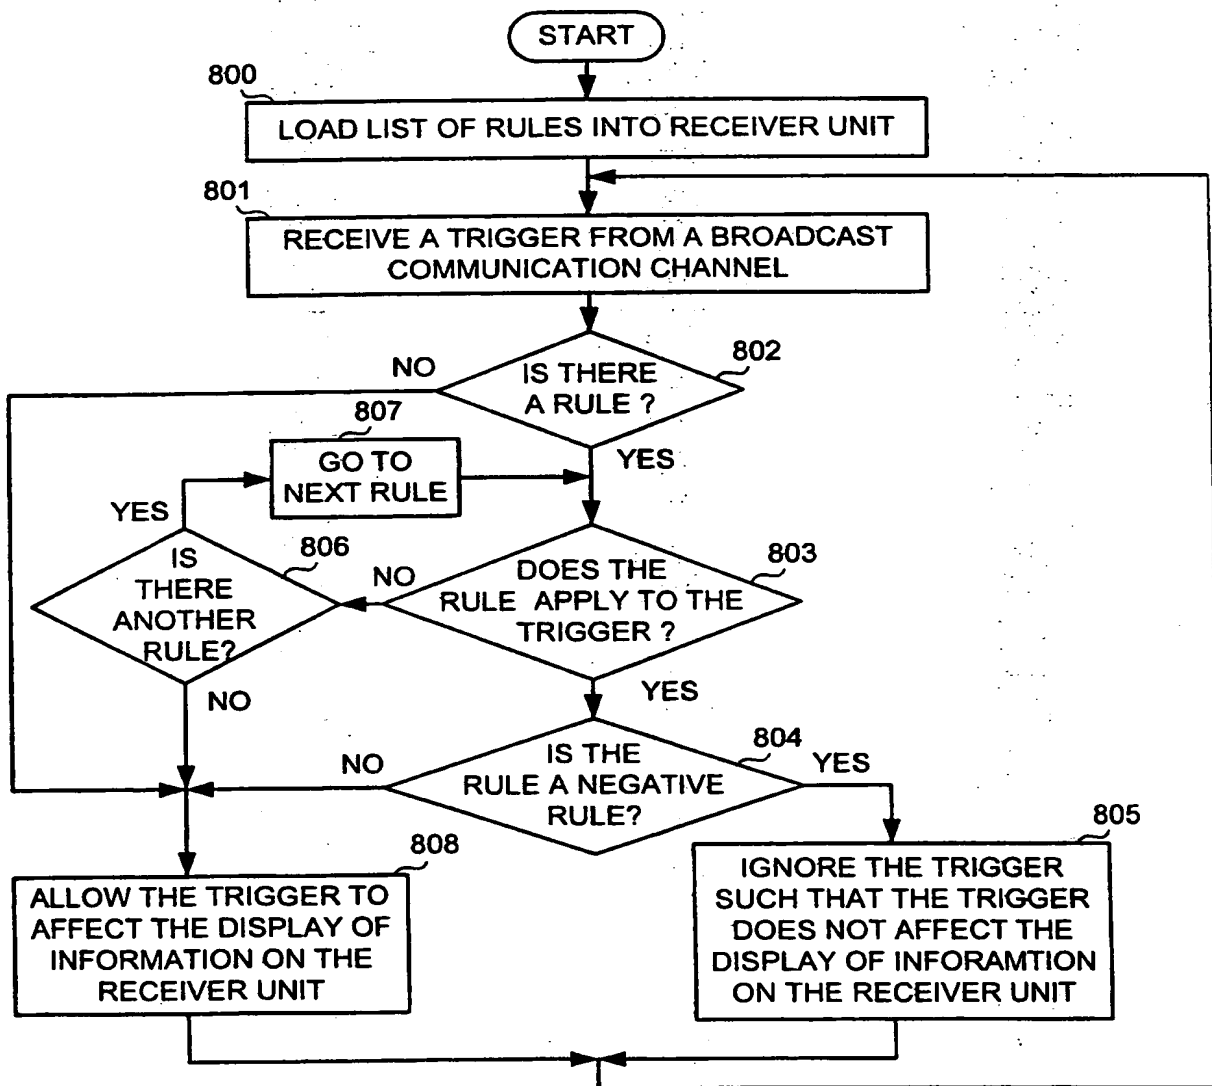 START
800
LOAD LIST OF RULES INTO RECEIVER UNIT
801
RECEIVE A TRIGGER FROM A BROADCAST
COMMUNICATION CHANNEL
802
NO
IS THERE
A RULE ?
807
YES
GO TO
NEXT RULE
YES
806
IS
THERE
ANOTHER
RULE?
NO
803
DOES THE
RULE APPLY TO THE
TRIGGER ?
NO
YES
804
NO
IS THE
RULE A NEGATIVE
RULE?
YES
808
ALLOW THE TRIGGER TO
AFFECT THE DISPLAY OF
INFORMATION ON THE
RECEIVER UNIT
805
IGNORE THE TRIGGER
SUCH THAT THE TRIGGER
DOES NOT AFFECT THE
DISPLAY OF INFORAMTION
ON THE RECEIVER UNIT